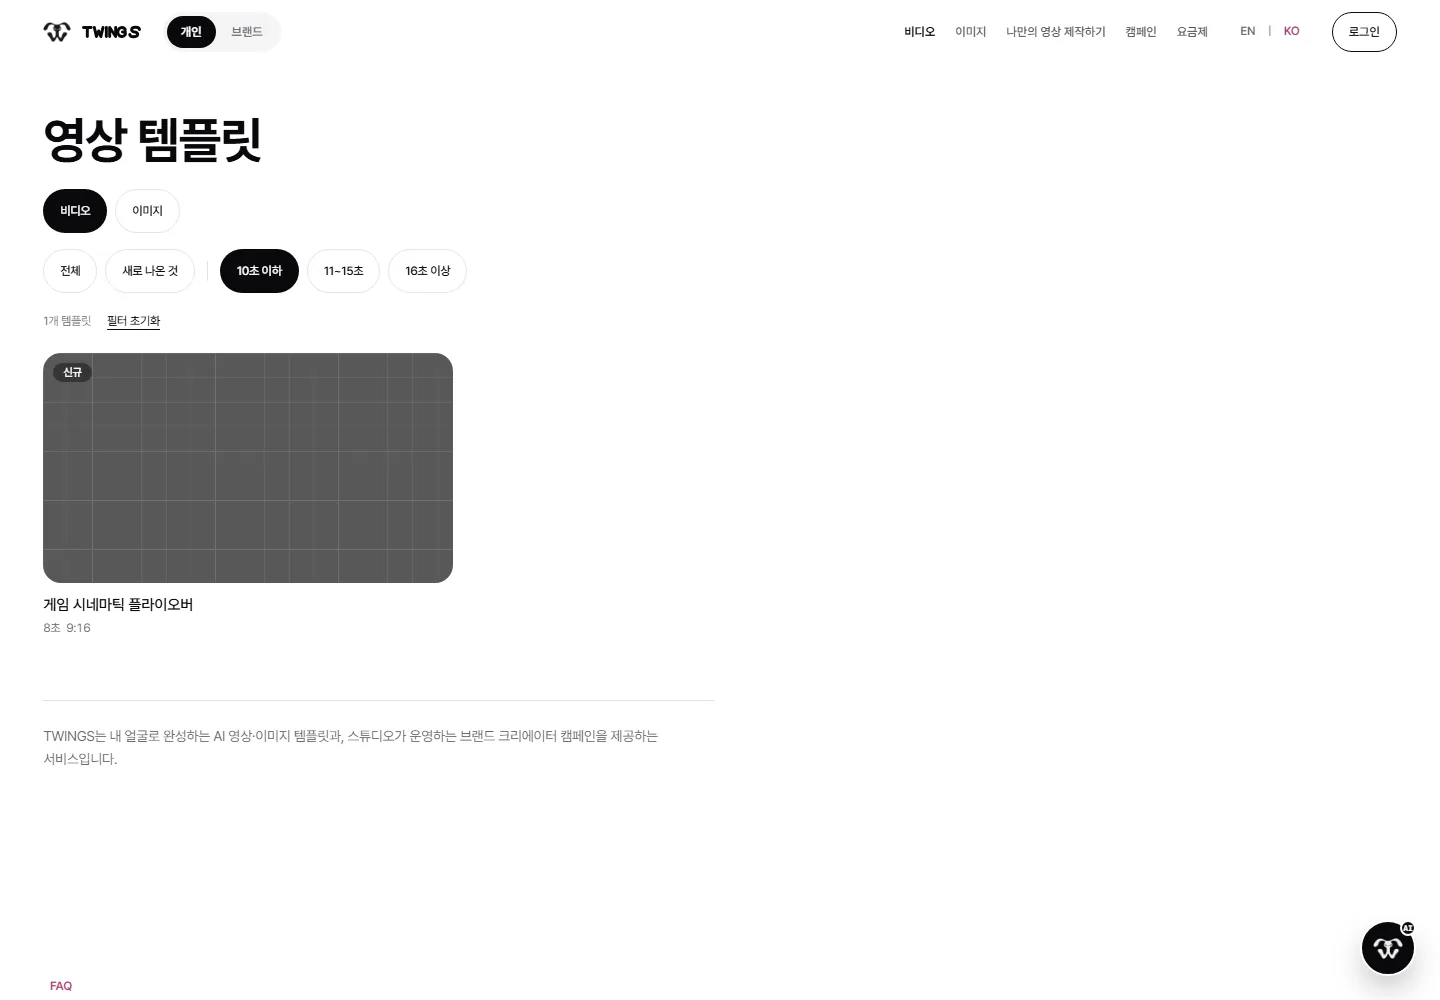 TWINGS
개인
브랜드
비디오
이미지
나만의 영상 제작하기
캠페인
요금제
EN | KO
로그인
영상 템플릿
비디오
이미지
전체
새로 나온 것
10초 이하
11~15초
16초 이상
1개 템플릿
필터 초기화
신규
게임 시네마틱 플라이오버
8초 9:16
TWINGS는 내 얼굴로 완성하는 AI 영상·이미지 템플릿과, 스튜디오가 운영하는 브랜드 크리에이터 캠페인을 제공하는
서비스입니다.
AI
FAQ